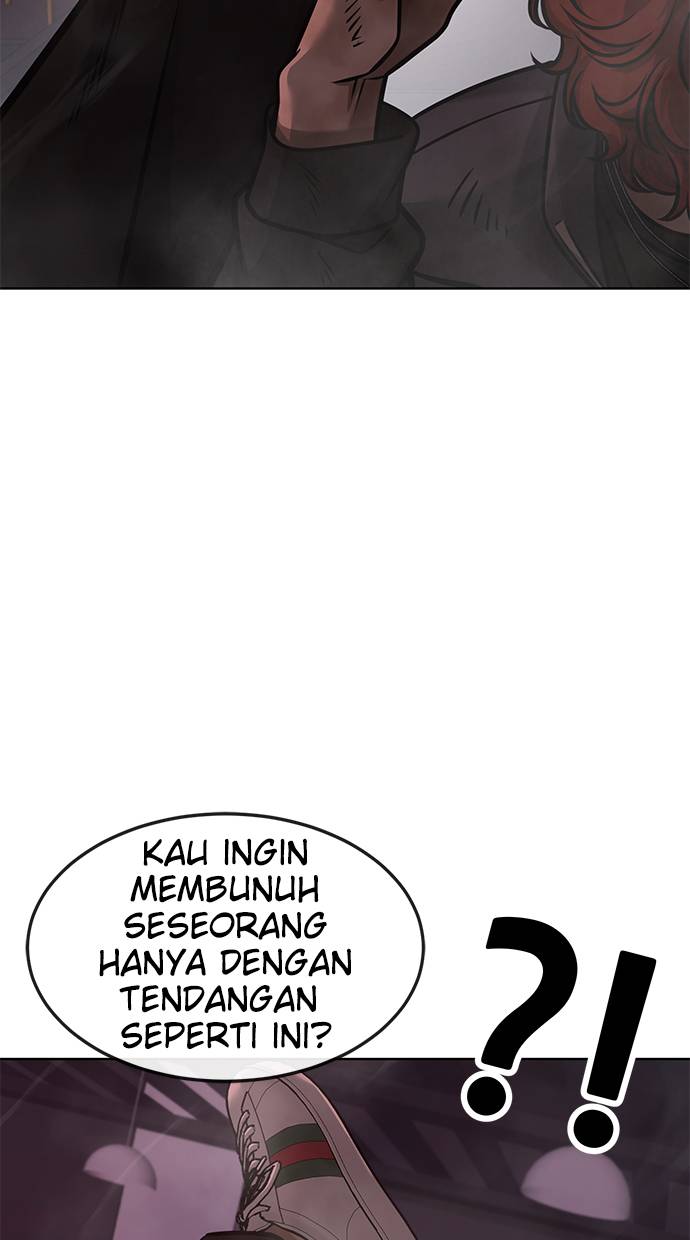 KAU INGIN
MEMBUNUH
SESEORANG
HANYA DENGAN
TENDANGAN
SEPERTI INI?
?!